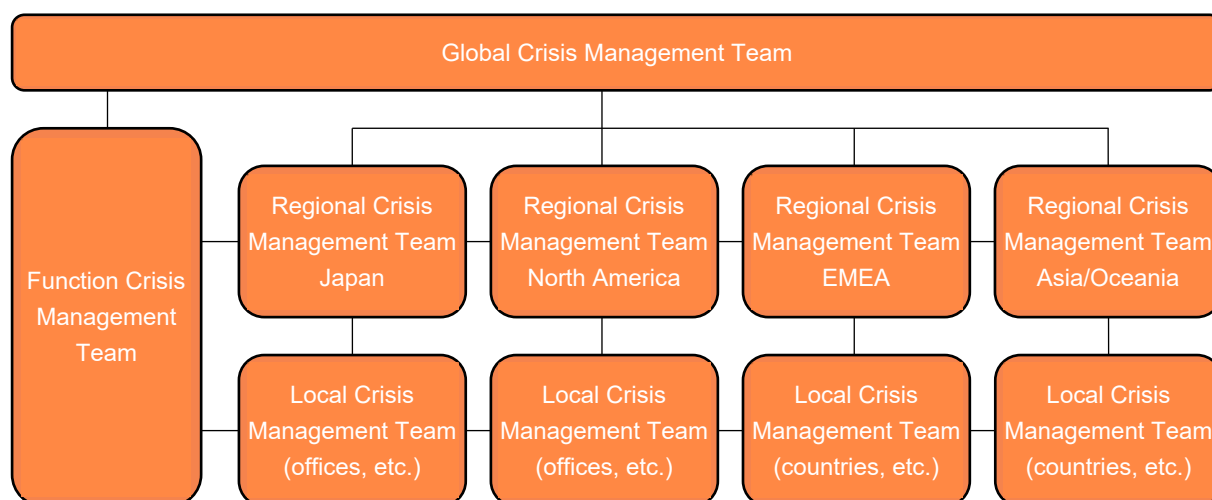 Global Crisis Management Team
Function Crisis
Management
Team
Regional Crisis
Management Team
Japan
Regional Crisis
Management Team
North America
Regional Crisis
Management Team
EMEA
Regional Crisis
Management Team
Asia/Oceania
Local Crisis
Management Team
(offices, etc.)
Local Crisis
Management Team
(offices, etc.)
Local Crisis
Management Team
(countries, etc.)
Local Crisis
Management Team
(countries, etc.)